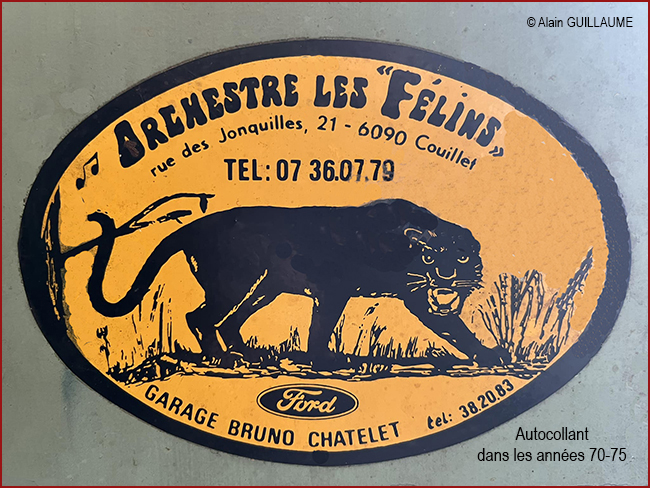 © Alain GUILLAUME
ORCHESTRE LES "FÉLINS"
rue des Jonquilles, 21 - 6090 Couillet
TEL: 07 36.07.79
Ford
GARAGE BRUNO CHATELET tel: 38.20.83
Autocollant
dans les années 70-75